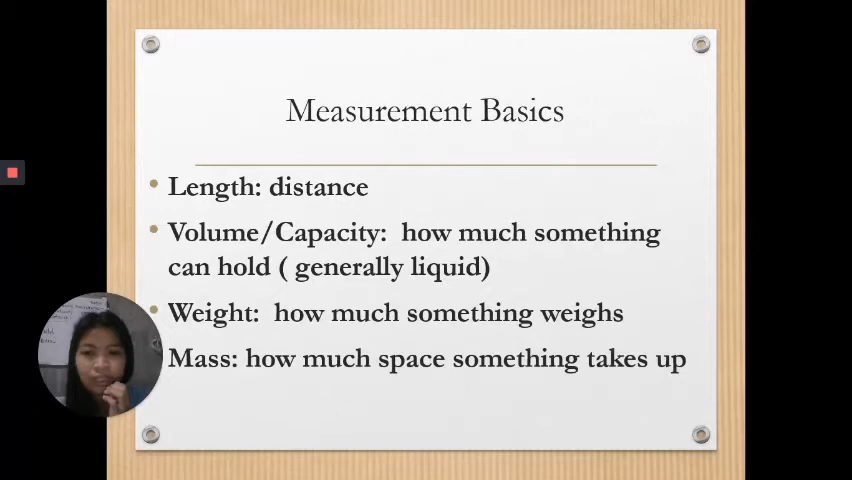 Measurement Basics
Length: distance
Volume/Capacity: how much something
can hold ( generally liquid)
Weight: how much something weighs
Mass: how much space something takes up